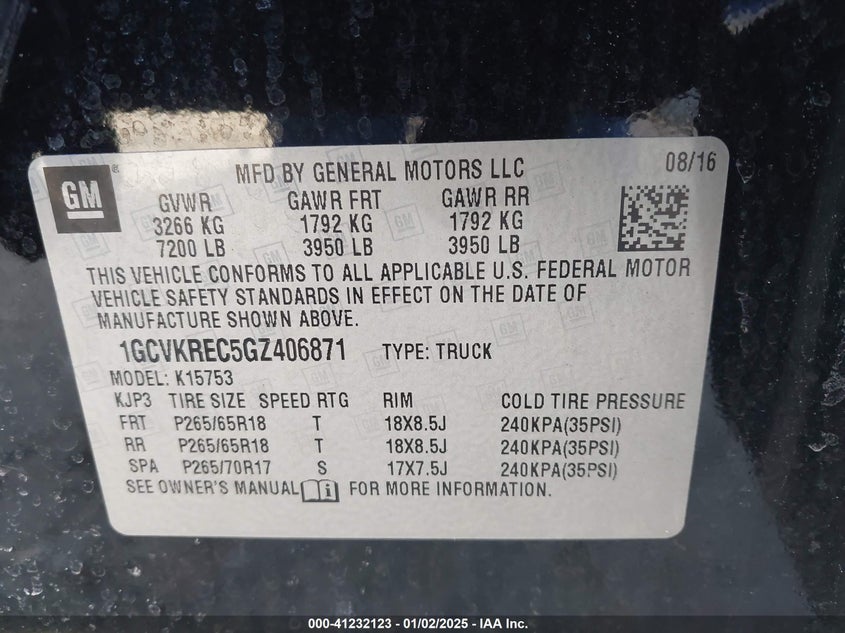 GM
MFD BY GENERAL MOTORS LLC 08/16
GVWR GAWR FRT GAWR RR
3266 KG 1792 KG 1792 KG
7200 LB 3950 LB 3950 LB
THIS VEHICLE CONFORMS TO ALL APPLICABLE U.S. FEDERAL MOTOR
VEHICLE SAFETY STANDARDS IN EFFECT ON THE DATE OF
MANUFACTURE SHOWN ABOVE.
1GCVKREC5GZ406871 TYPE: TRUCK
MODEL: K15753
KJP3 TIRE SIZE SPEED RTG RIM COLD TIRE PRESSURE
FRT P265/65R18 T 18X8.5J 240KPA(35PSI)
RR P265/65R18 T 18X8.5J 240KPA(35PSI)
SPA P265/70R17 S 17X7.5J 240KPA(35PSI)
SEE OWNER'S MANUAL i FOR MORE INFORMATION.
000-41232123 - 01/02/2025 - IAA Inc.